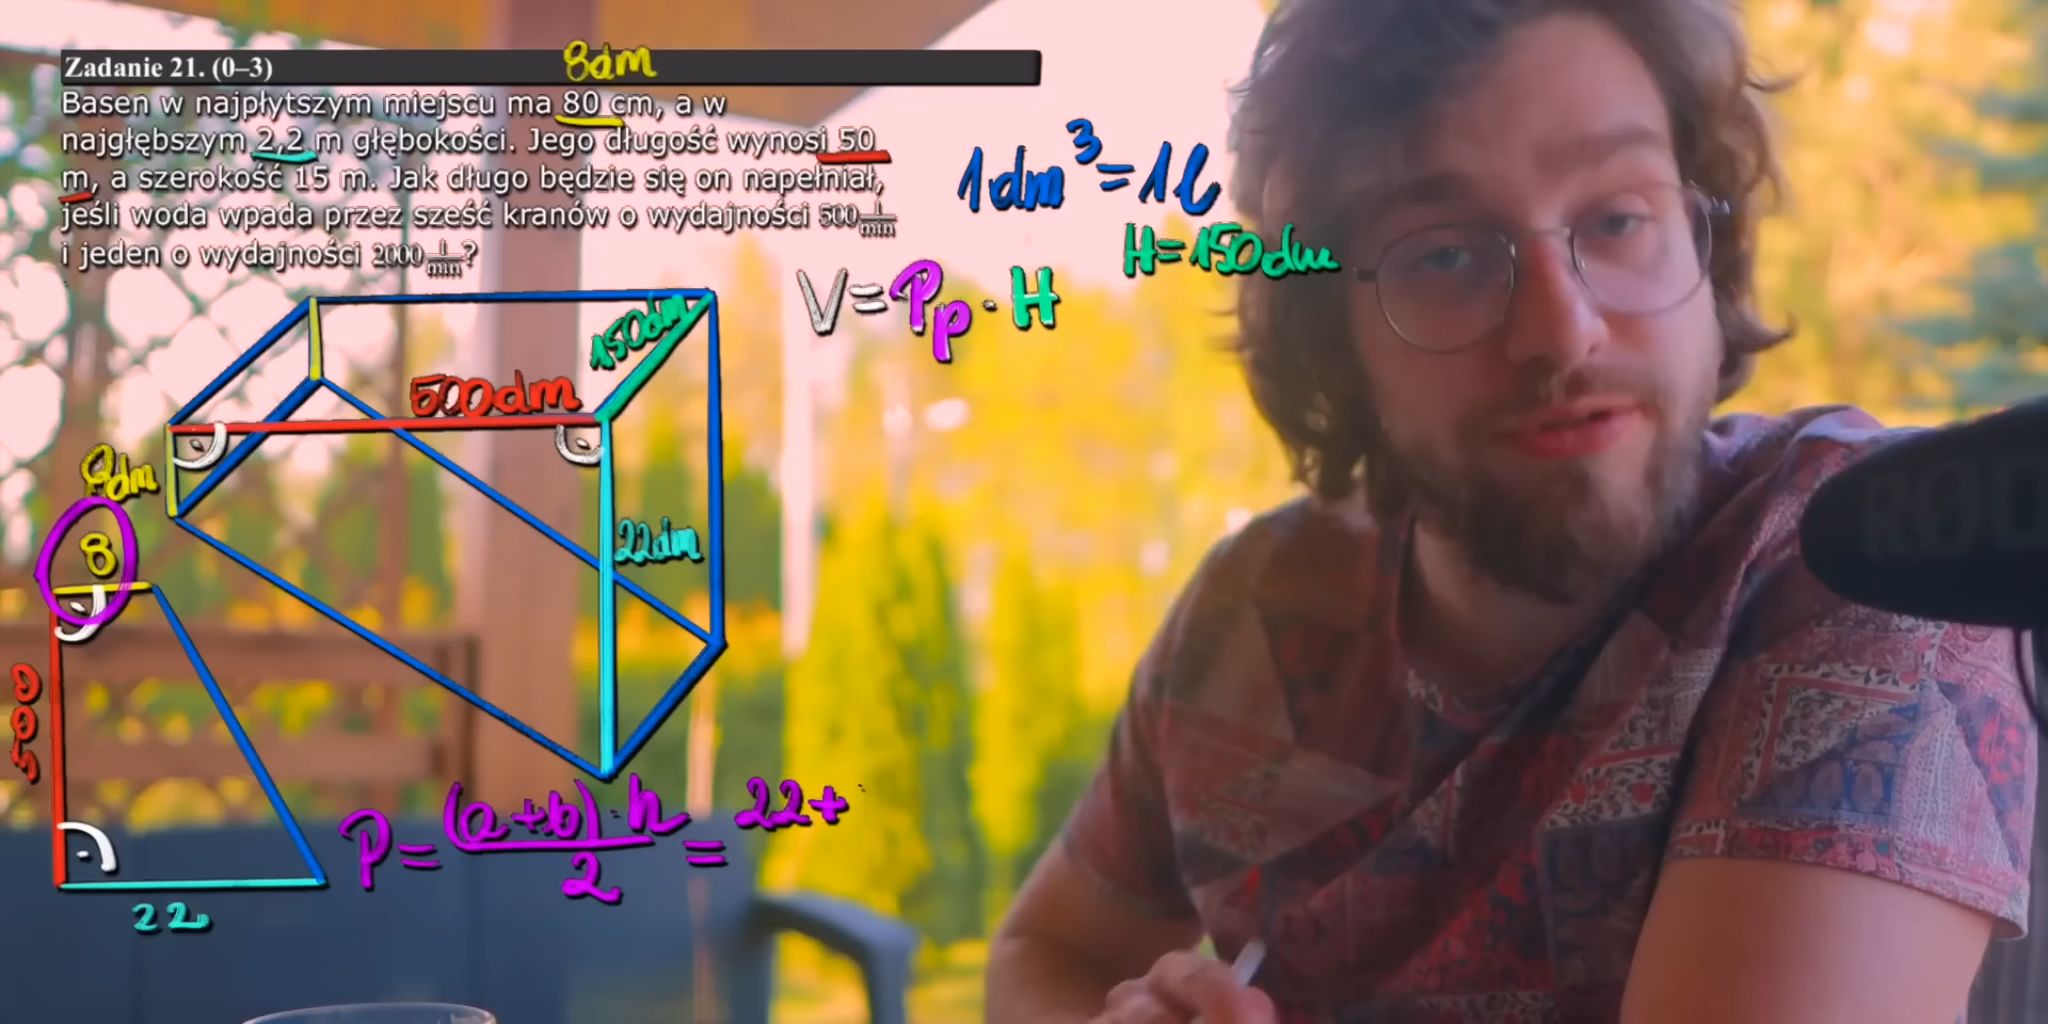 8dm
Zadanie 21. (0–3)
Basen w najpłytszym miejscu ma 80 cm, a w
najgłębszym 2,2 m głębokości. Jego długość wynosi 50
m, a szerokość 15 m. Jak długo będzie się on napełniał,
jeśli woda wpada przez sześć kranów o wydajności 500 l/min
i jeden o wydajności 2000 l/min?
1dm³=1l
H=150dm
V=Pp·H
150dm
500dm
8dm
22dm
8
500
22
P=(a+b)·h/2=22+